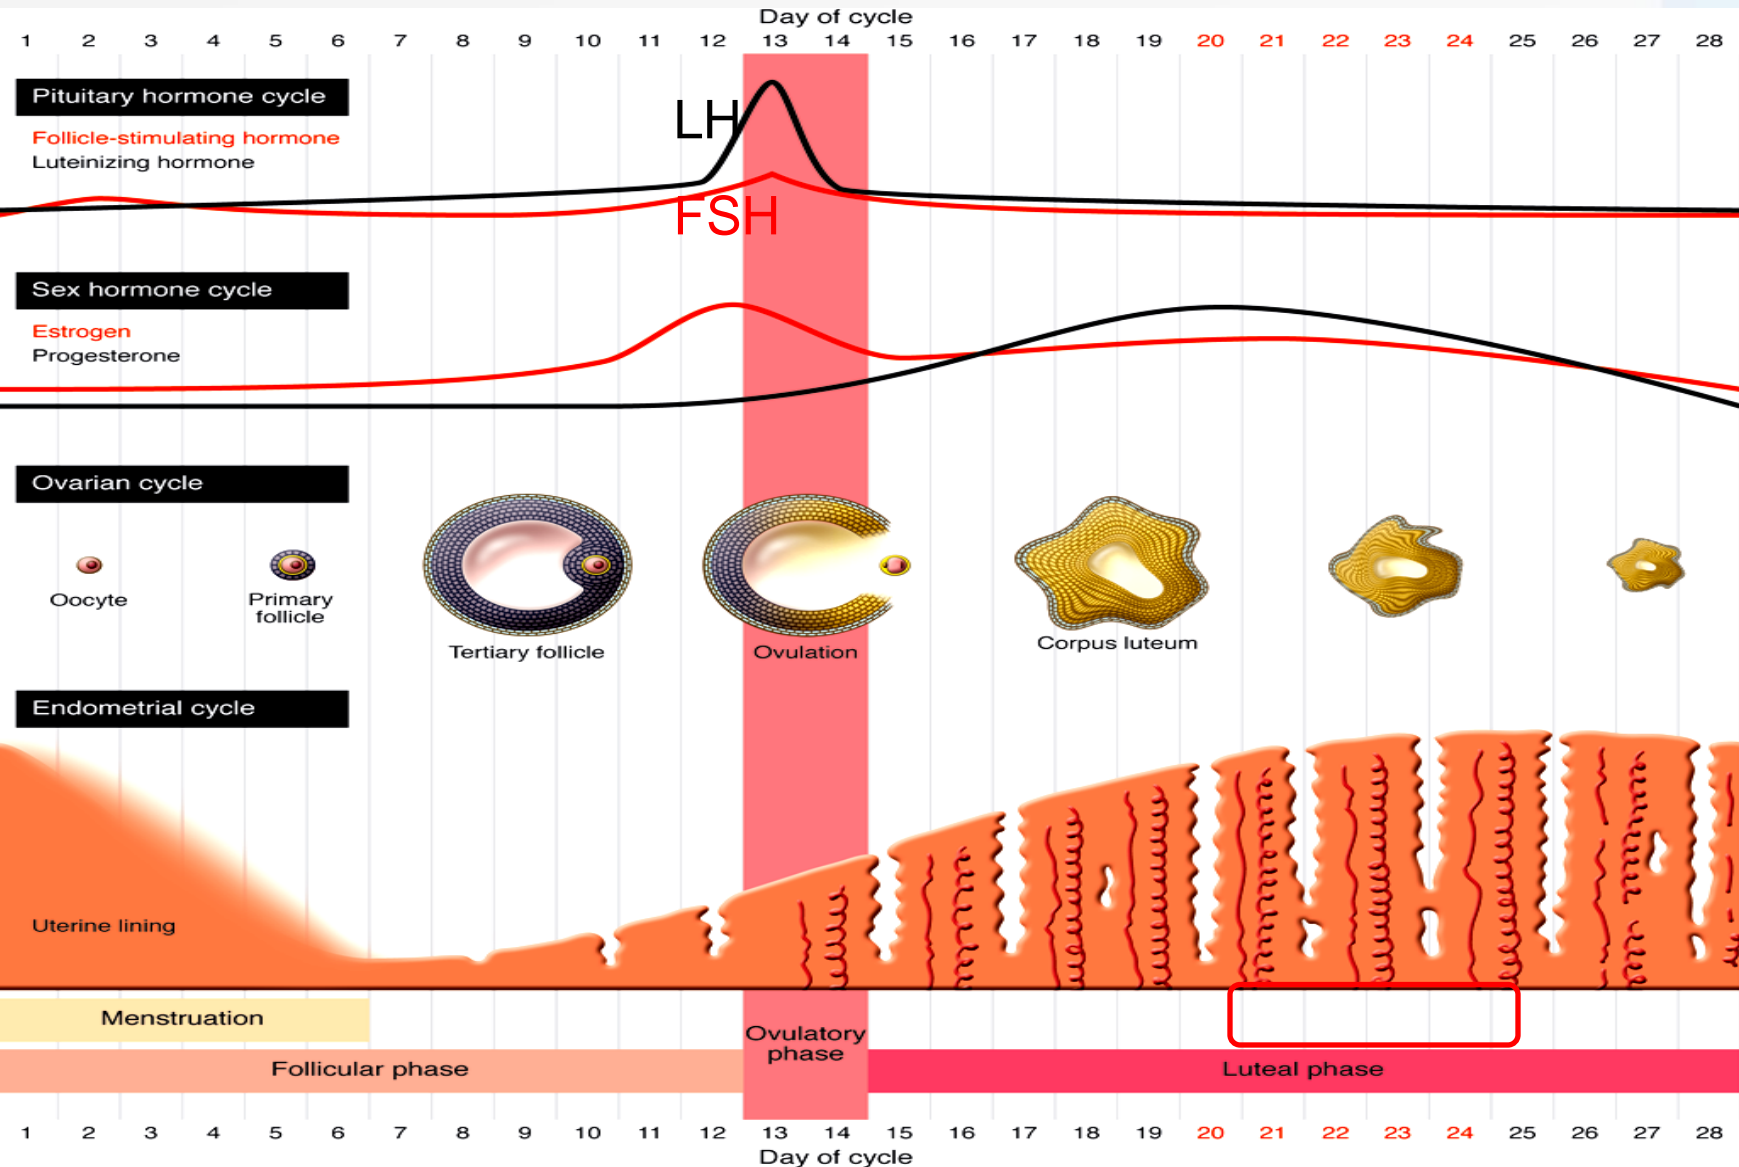 Day of cycle
1 2 3 4 5 6 7 8 9 10 11 12 13 14 15 16 17 18 19 20 21 22 23 24 25 26 27 28
Pituitary hormone cycle
Follicle-stimulating hormone
Luteinizing hormone
LH
FSH
Sex hormone cycle
Estrogen
Progesterone
Ovarian cycle
Oocyte
Primary
follicle
Tertiary follicle
Ovulation
Corpus luteum
Endometrial cycle
Uterine lining
Menstruation
Follicular phase
Ovulatory
phase
Luteal phase
1 2 3 4 5 6 7 8 9 10 11 12 13 14 15 16 17 18 19 20 21 22 23 24 25 26 27 28
Day of cycle